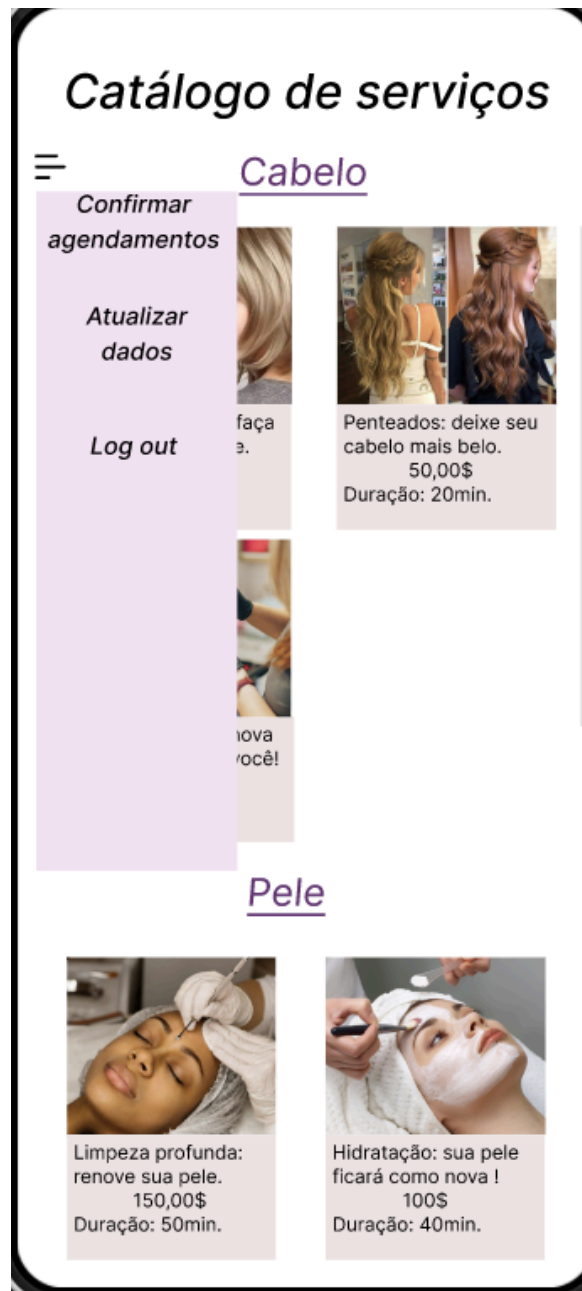 Catálogo de serviços
Cabelo
Confirmar
agendamentos
Atualizar
dados
Log out
faça
e.
Penteados: deixe seu
cabelo mais belo.
50,00$
Duração: 20min.
nova
você!
Pele
Limpeza profunda:
renove sua pele.
150,00$
Duração: 50min.
Hidratação: sua pele
ficará como nova !
100$
Duração: 40min.